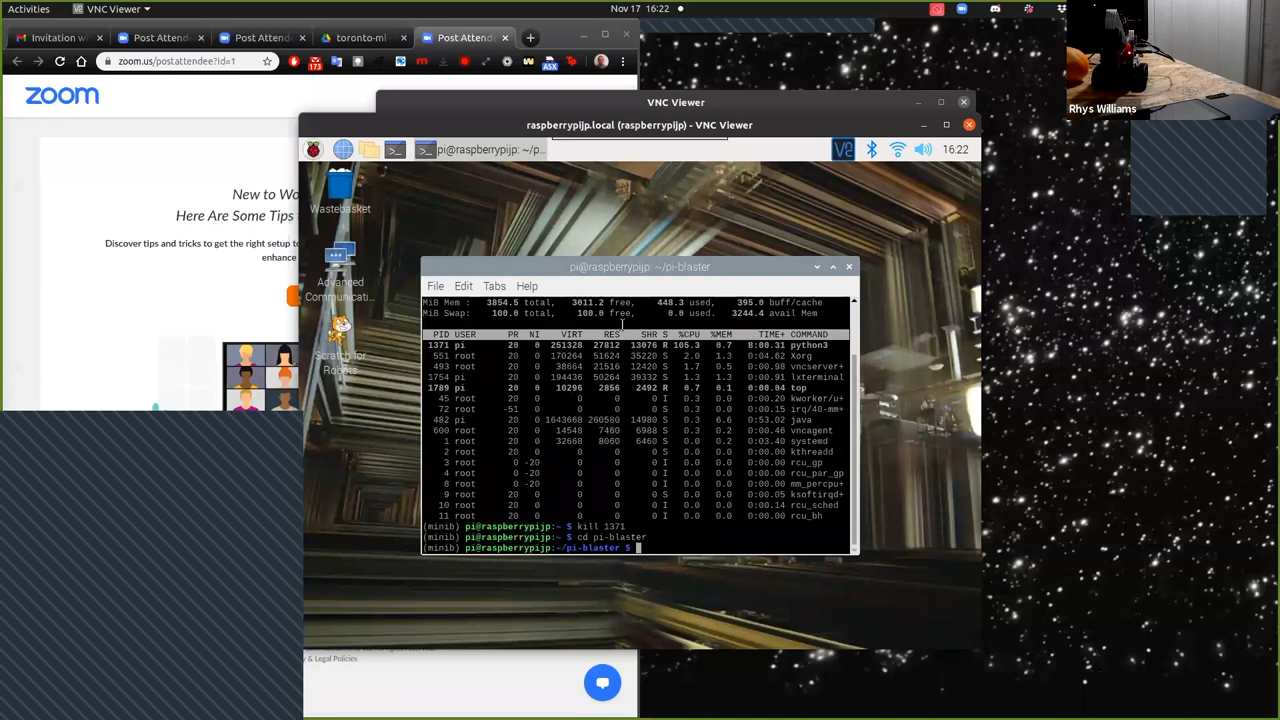 Activities
VNC Viewer
Nov 17 16:22
Invitation w
Post Attende
Post Attende
toronto-ml
Post Attende
zoom.us/postattendee?id=1
173
ASX
Rhys Williams
zoom
VNC Viewer
raspberrypijp.local (raspberrypijp) - VNC Viewer
pi@raspberrypijp: ~/p...
16:22
New to Wo
Here Are Some Tips
Discover tips and tricks to get the right setup to
enhance
Wastebasket
Advanced
Communicati...
Scratch for
Robots
pi@raspberrypijp: ~/pi-blaster
File Edit Tabs Help
MiB Mem : 3854.5 total, 3011.2 free, 448.3 used, 395.0 buff/cache
MiB Swap: 100.0 total, 100.0 free, 0.0 used. 3244.4 avail Mem
PID USER PR NI VIRT RES SHR S %CPU %MEM TIME+ COMMAND
1371 pi 20 0 251328 27812 13076 R 105.3 0.7 8:00.31 python3
551 root 20 0 170264 51624 35220 S 2.0 1.3 0:04.62 Xorg
493 root 20 0 38664 21516 12420 S 1.7 0.5 0:00.98 vncserver+
1754 pi 20 0 194436 50264 39332 S 1.3 1.3 0:00.91 lxterminal
1789 pi 20 0 10296 2856 2492 R 0.7 0.1 0:00.04 top
45 root 20 0 0 0 0 I 0.3 0.0 0:00.20 kworker/u+
72 root -51 0 0 0 0 S 0.3 0.0 0:00.15 irq/40-mm+
482 pi 20 0 1643668 260580 14980 S 0.3 6.6 0:53.02 java
600 root 20 0 14548 7460 6988 S 0.3 0.2 0:00.46 vncagent
1 root 20 0 32668 8060 6460 S 0.0 0.2 0:03.40 systemd
2 root 20 0 0 0 0 S 0.0 0.0 0:00.00 kthreadd
3 root 0 -20 0 0 0 I 0.0 0.0 0:00.00 rcu_gp
4 root 0 -20 0 0 0 I 0.0 0.0 0:00.00 rcu_par_gp
8 root 0 -20 0 0 0 I 0.0 0.0 0:00.00 mm_percpu+
9 root 20 0 0 0 0 S 0.0 0.0 0:00.05 ksoftirqd+
10 root 20 0 0 0 0 I 0.0 0.0 0:00.14 rcu_sched
11 root 20 0 0 0 0 I 0.0 0.0 0:00.00 rcu_bh
(minib) pi@raspberrypijp:~ $ kill 1371
(minib) pi@raspberrypijp:~ $ cd pi-blaster
(minib) pi@raspberrypijp:~/pi-blaster $
y & Legal Policies